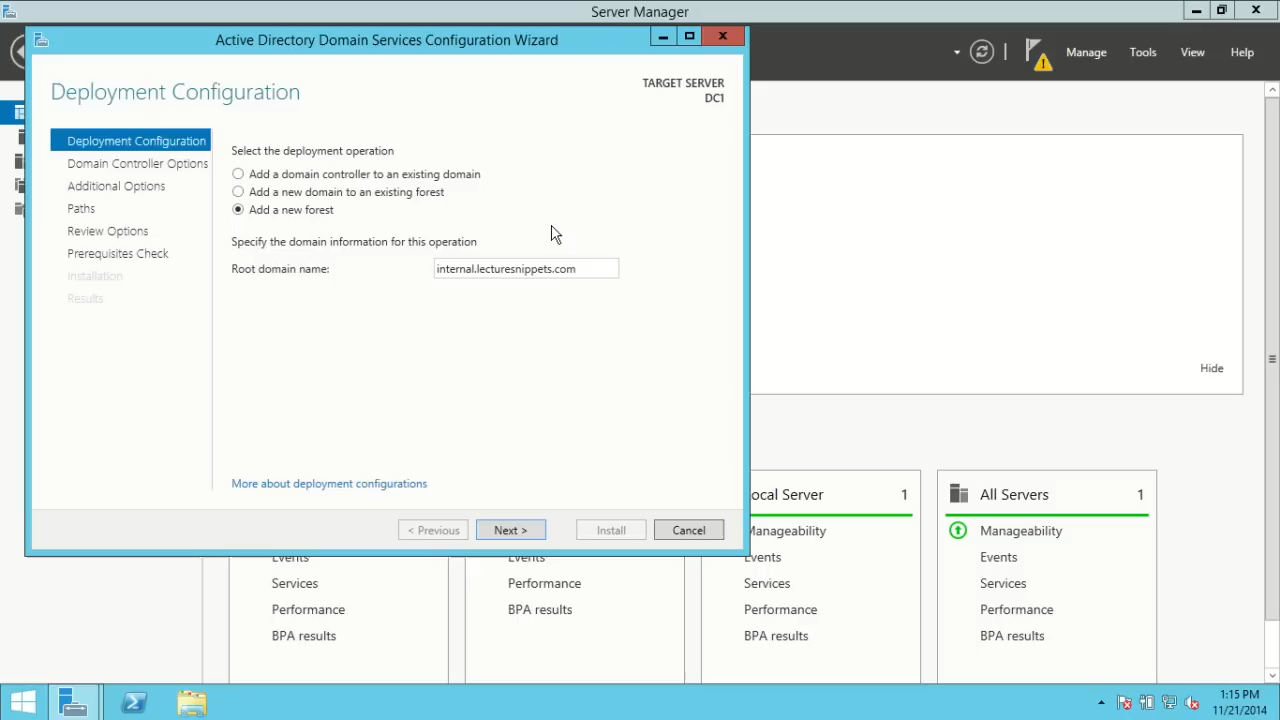 Server Manager
Manage Tools View Help
Active Directory Domain Services Configuration Wizard
Deployment Configuration
TARGET SERVER
DC1
Deployment Configuration
Domain Controller Options
Additional Options
Paths
Review Options
Prerequisites Check
Installation
Results
Select the deployment operation
Add a domain controller to an existing domain
Add a new domain to an existing forest
Add a new forest
Specify the domain information for this operation
Root domain name: internal.lecturesnippets.com
More about deployment configurations
< Previous Next > Install Cancel
Hide
ocal Server 1
All Servers 1
Manageability Manageability
Events Events Events Events
Services Performance Services Services
Performance BPA results Performance Performance
BPA results BPA results BPA results
1:15 PM
11/21/2014